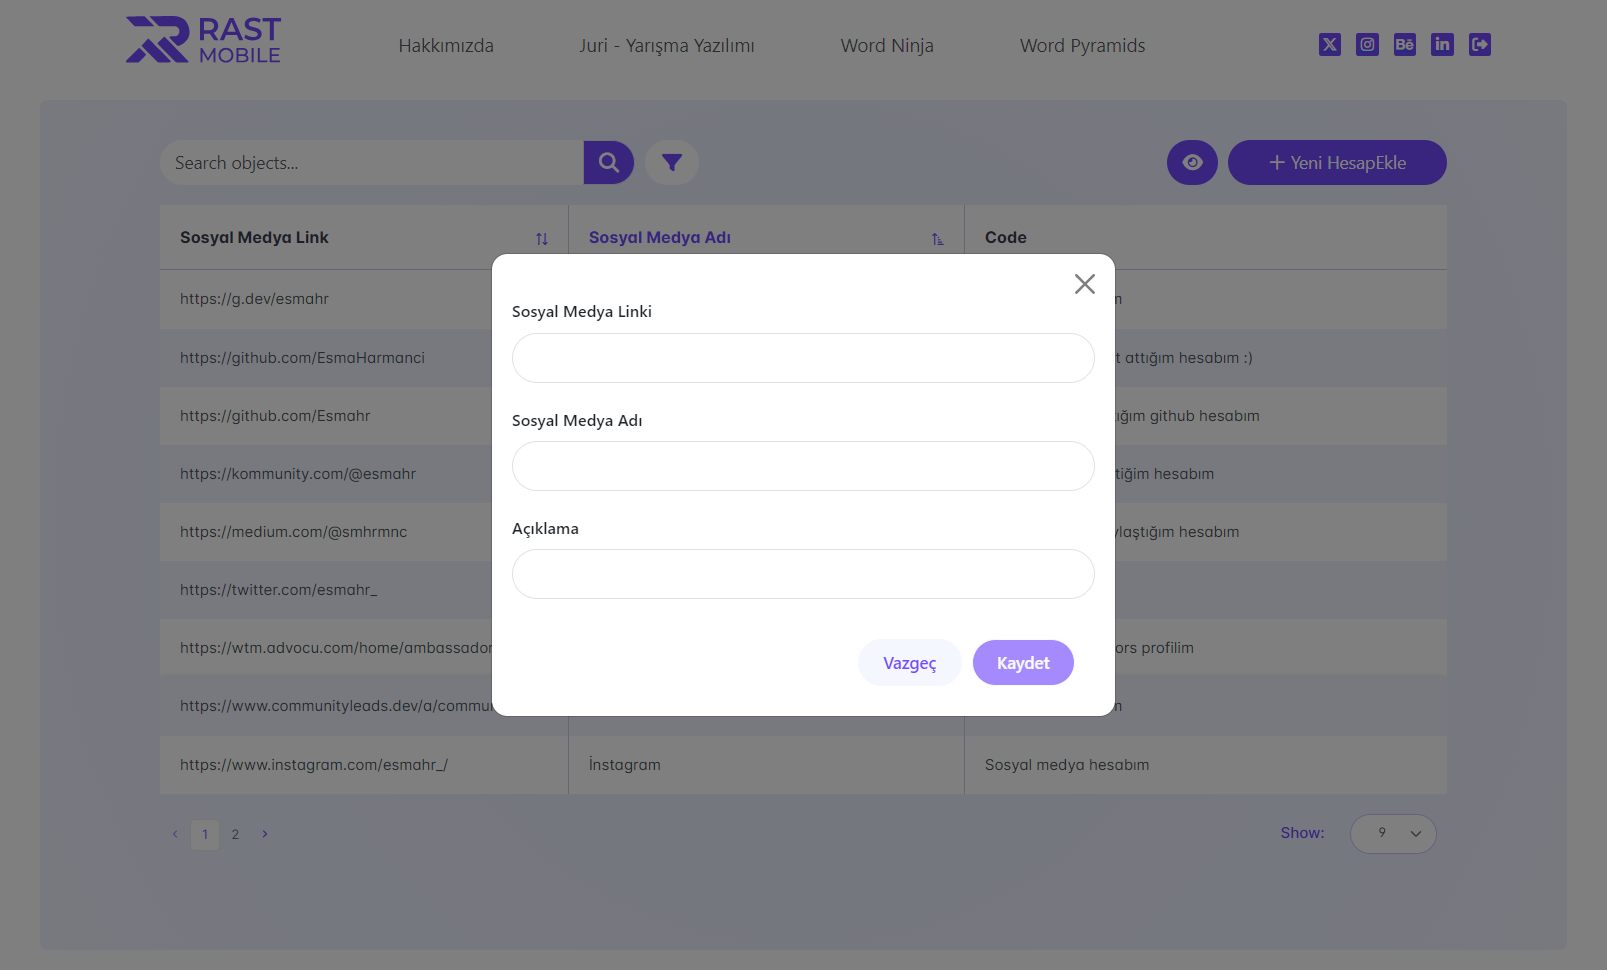 RAST
MOBILE
Hakkımızda
Juri - Yarışma Yazılımı
Word Ninja
Word Pyramids
Search objects...
Yeni HesapEkle
Sosyal Medya Link
Sosyal Medya Adı
Code
https://g.dev/esmahr
https://github.com/EsmaHarmanci
attığım hesabım :)
https://github.com/Esmahr
github hesabım
https://kommunity.com/@esmahr
hesabım
https://medium.com/@smhrmnc
hesabım
https://twitter.com/esmahr_
https://wtm.advocu.com/home/ambassador
profilim
https://www.communityleads.dev/a/commu
https://www.instagram.com/esmahr_/
İnstagram
Sosyal medya hesabım
Sosyal Medya Linki
Sosyal Medya Adı
Açıklama
Vazgeç
Kaydet
1
2
Show:
9